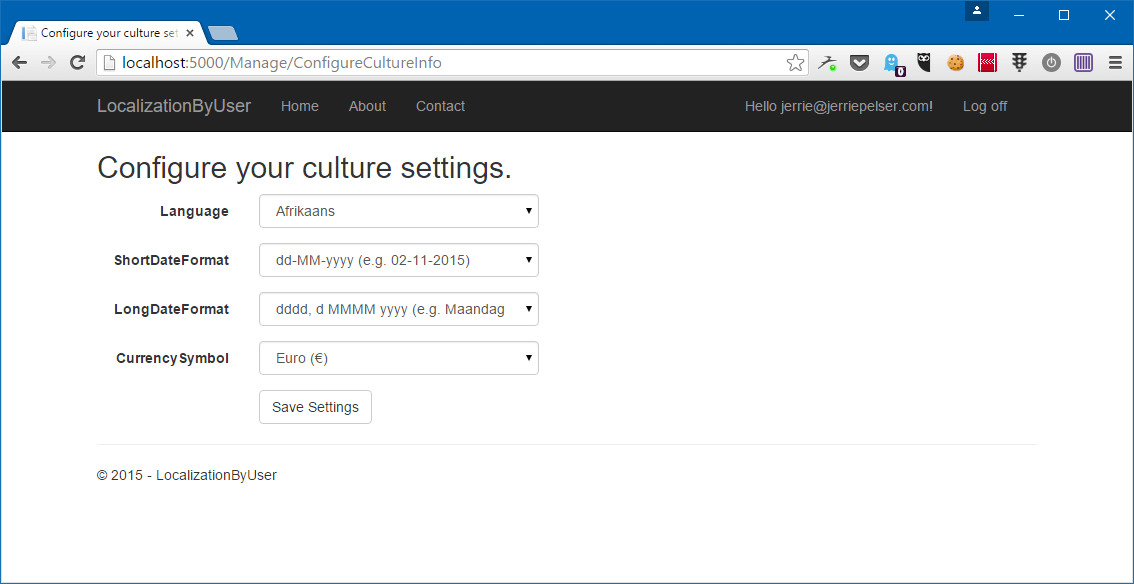 Configure your culture set
localhost:5000/Manage/ConfigureCultureInfo
0
LocalizationByUser Home About Contact Hello jerrie@jerriepelser.com! Log off
Configure your culture settings.
Language Afrikaans
ShortDateFormat dd-MM-yyyy (e.g. 02-11-2015)
LongDateFormat dddd, d MMMM yyyy (e.g. Maandag
CurrencySymbol Euro (€)
Save Settings
© 2015 - LocalizationByUser